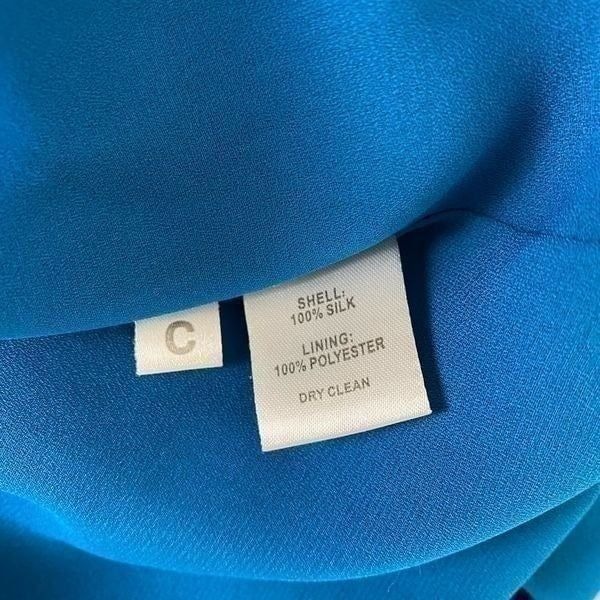 C
SHELL:
100% SILK
LINING:
100% POLYESTER
DRY CLEAN